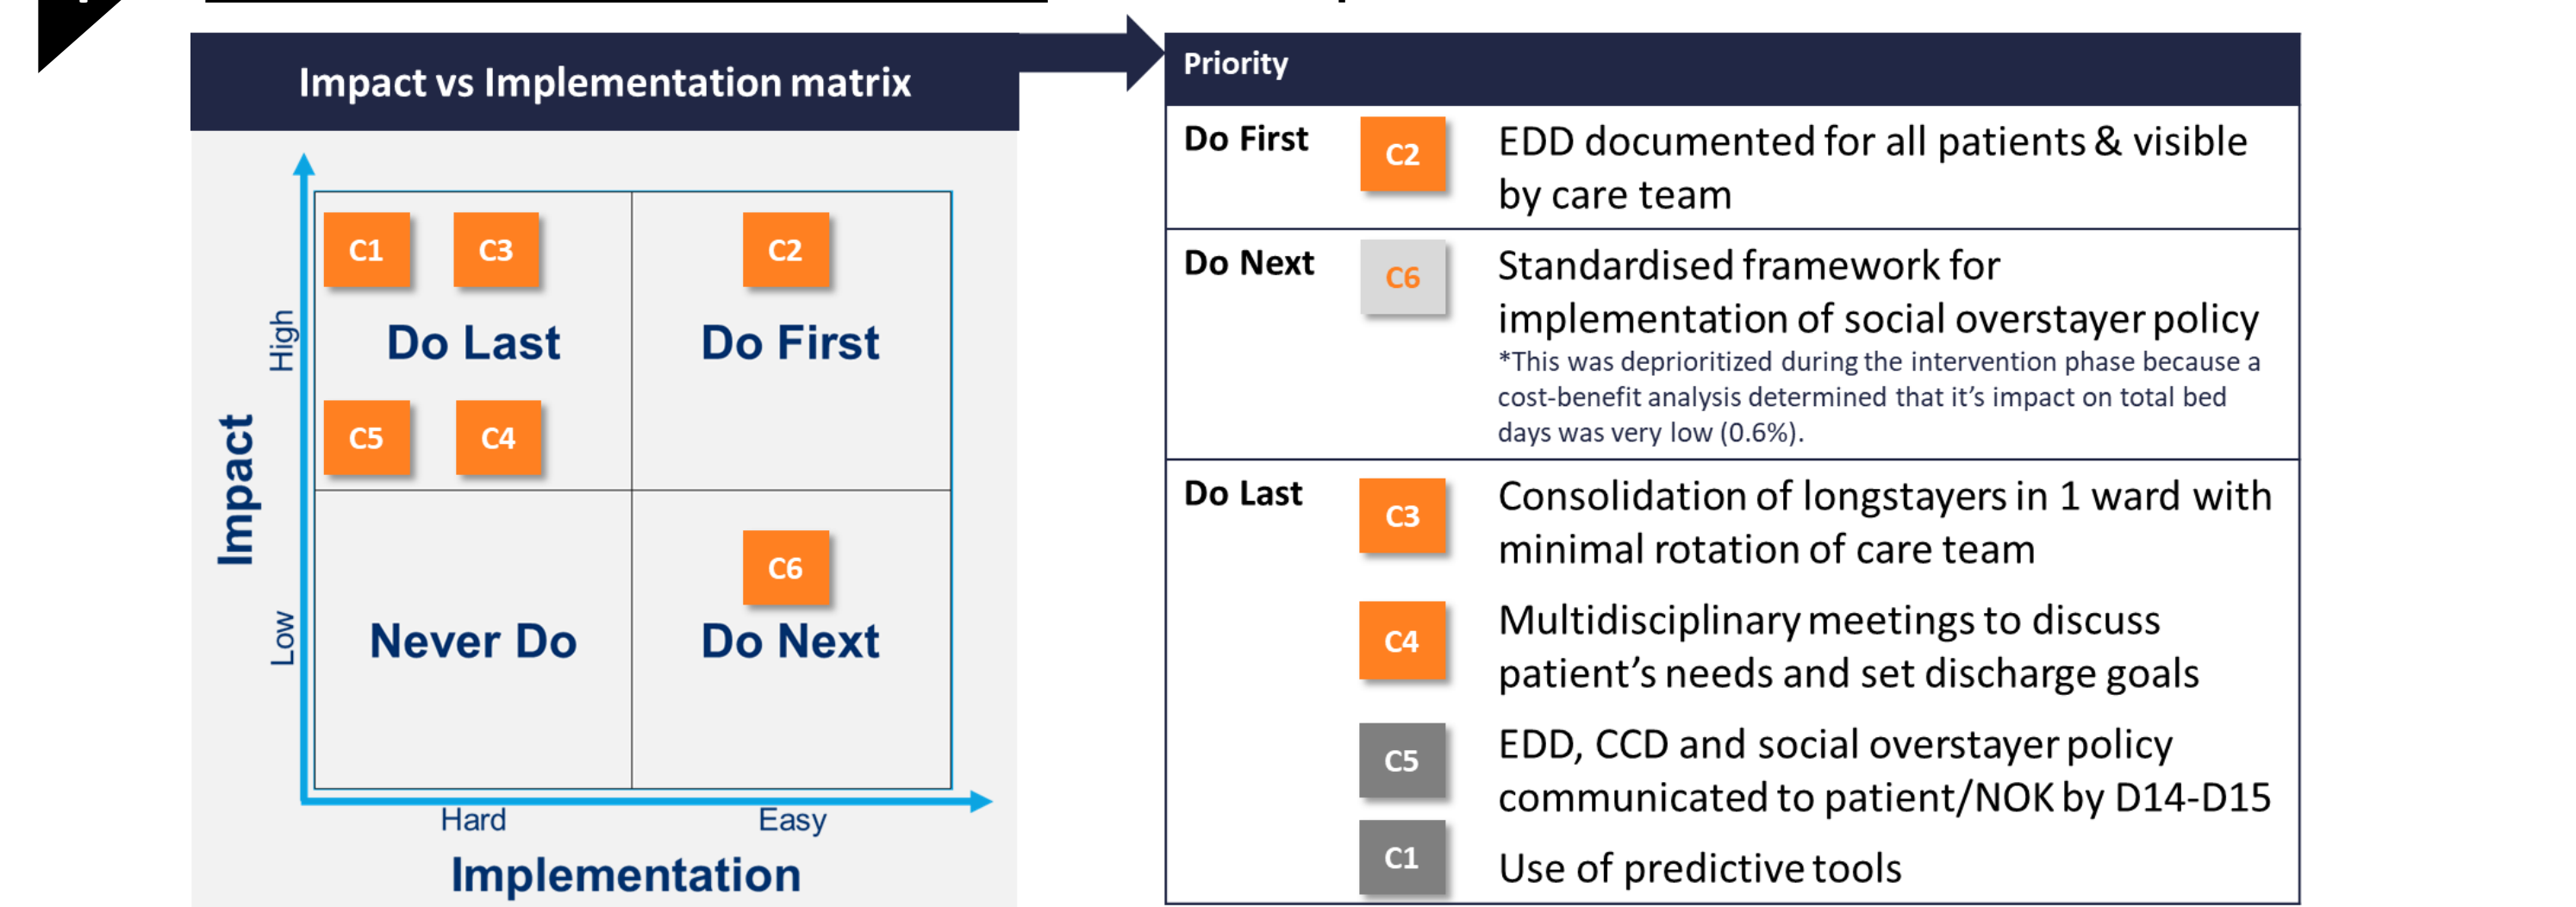 Impact vs Implementation matrix
C1
C3
C2
Do Last
Do First
C5
C4
C6
Never Do
Do Next
High
Low
Impact
Hard
Easy
Implementation
Priority
Do First
C2
EDD documented for all patients & visible
by care team
Do Next
C6
Standardised framework for
implementation of social overstayer policy
*This was deprioritized during the intervention phase because a
cost-benefit analysis determined that it’s impact on total bed
days was very low (0.6%).
Do Last
C3
Consolidation of longstayers in 1 ward with
minimal rotation of care team
C4
Multidisciplinary meetings to discuss
patient’s needs and set discharge goals
C5
EDD, CCD and social overstayer policy
communicated to patient/NOK by D14-D15
C1
Use of predictive tools